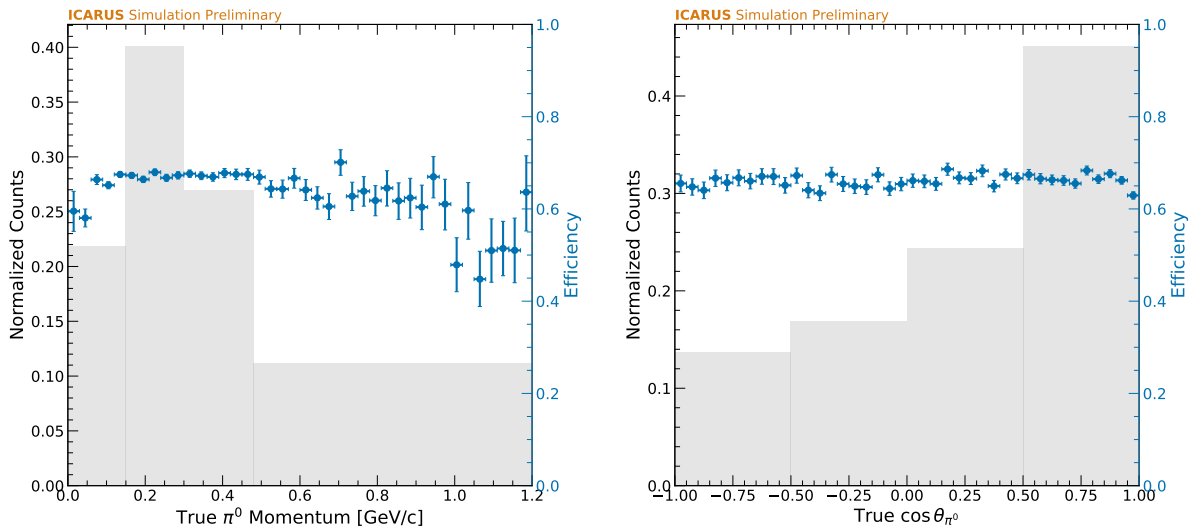 ICARUS Simulation Preliminary
Normalized Counts
0.00
0.05
0.10
0.15
0.20
0.25
0.30
0.35
0.40
0.0 0.2 0.4 0.6 0.8 1.0 1.2
True π⁰ Momentum [GeV/c]
0.0
0.2
0.4
0.6
0.8
1.0
Efficiency
ICARUS Simulation Preliminary
Normalized Counts
0.0
0.1
0.2
0.3
0.4
−1.00 −0.75 −0.50 −0.25 0.00 0.25 0.50 0.75 1.00
True cos θπ⁰
0.0
0.2
0.4
0.6
0.8
1.0
Efficiency